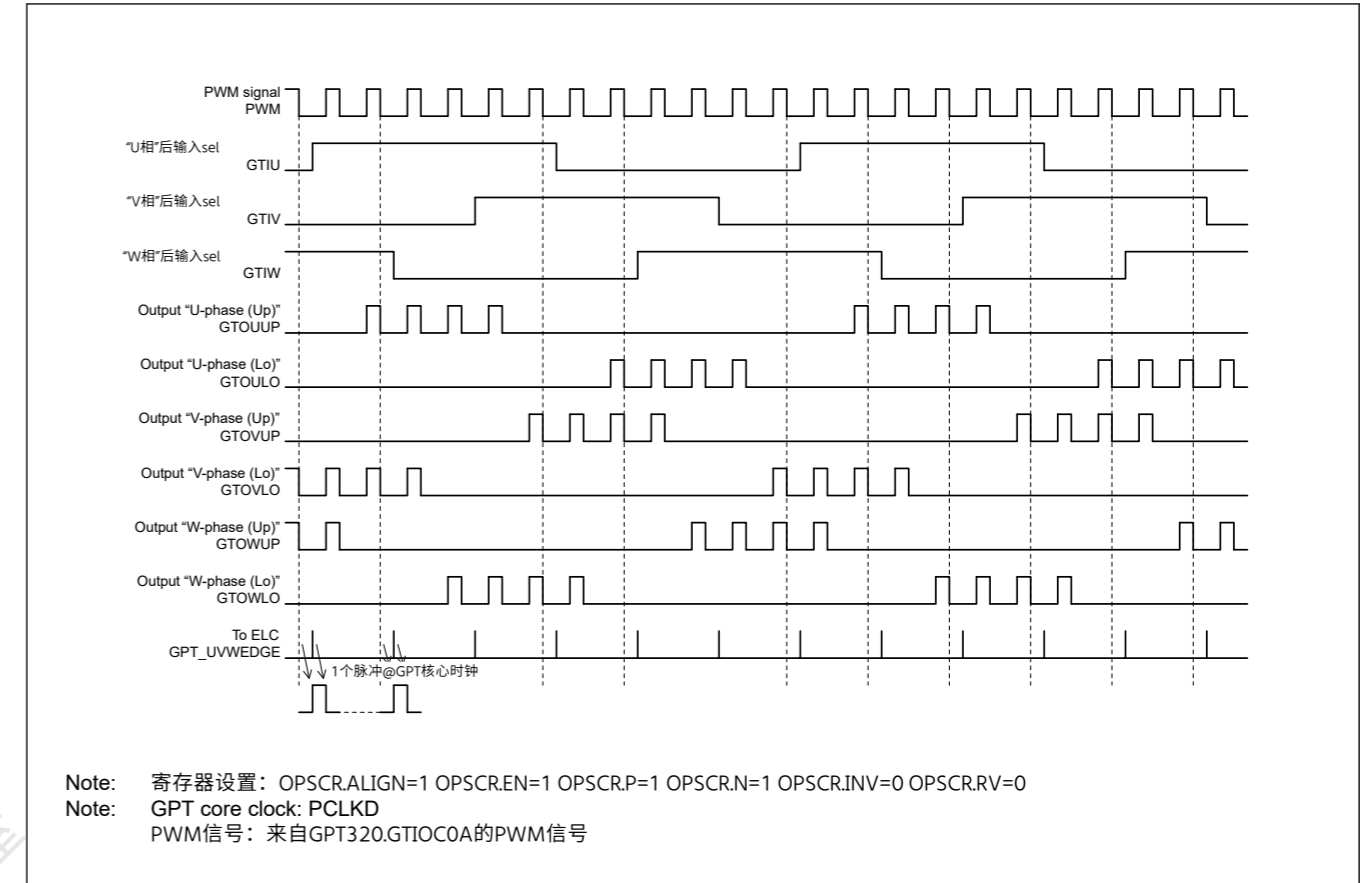 PWM signal
PWM
“U相”后输入sel
GTIU
“V相”后输入sel
GTIV
“W相”后输入sel
GTIW
Output “U-phase (Up)”
GTOUUP
Output “U-phase (Lo)”
GTOULO
Output “V-phase (Up)”
GTOVUP
Output “V-phase (Lo)”
GTOVLO
Output “W-phase (Up)”
GTOWUP
Output “W-phase (Lo)”
GTOWLO
To ELC
GPT_UVWEDGE
1个脉冲@GPT核心时钟
Note: 寄存器设置：OPSCR.ALIGN=1 OPSCR.EN=1 OPSCR.P=1 OPSCR.N=1 OPSCR.INV=0 OPSCR.RV=0
Note: GPT core clock: PCLKD
PWM信号：来自GPT320.GTIOC0A的PWM信号